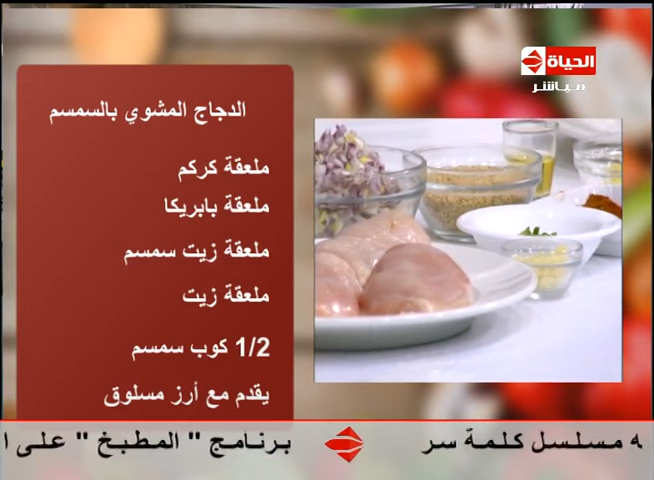 الحياة
مباشر
الدجاج المشوي بالسمسم
ملعقة كركم
ملعقة بابريكا
ملعقة زيت سمسم
ملعقة زيت
1/2 كوب سمسم
يقدم مع أرز مسلوق
ه مسلسل كلمة سر
برنامج " المطبخ " على ا